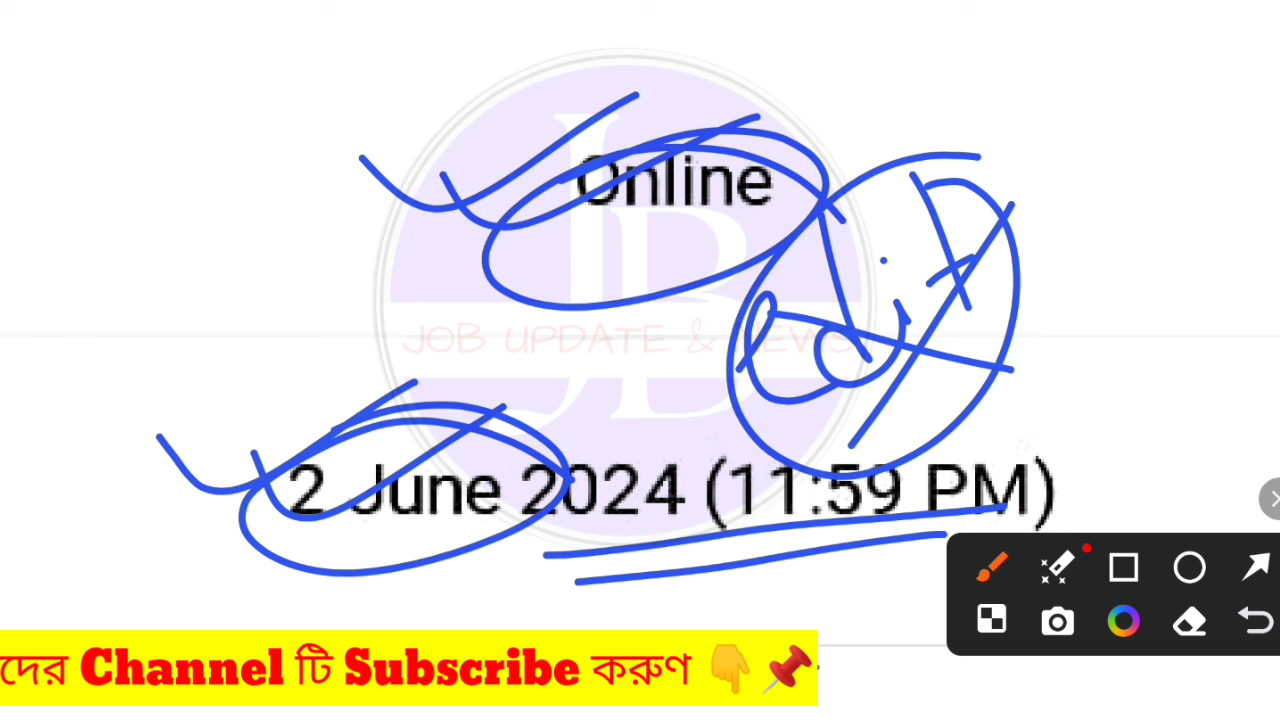 Online
JOB UPDATE & NEWS
2 June 2024 (11:59 PM)
দের Channel টি Subscribe করুণ 👇📌